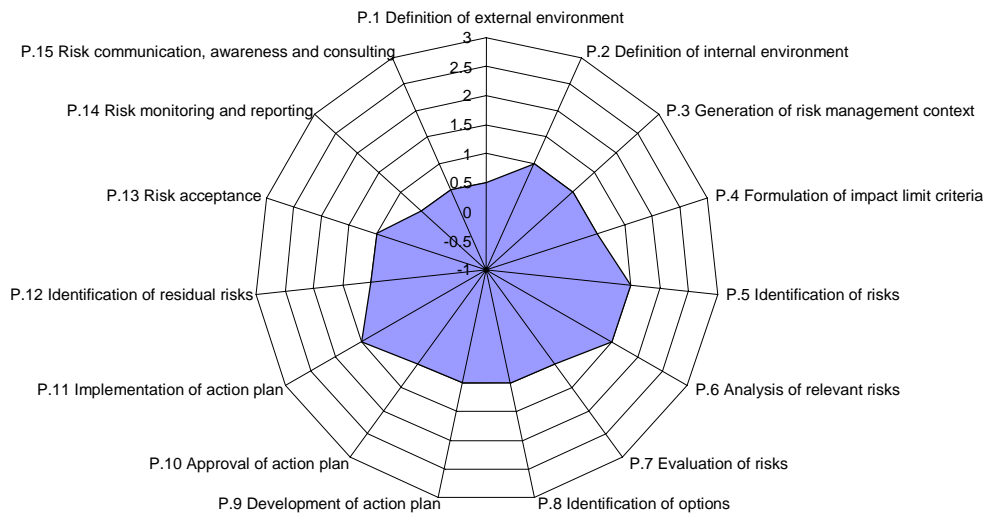 P.1 Definition of external environment
3
P.15 Risk communication, awareness and consulting
P.2 Definition of internal environment
2.5
2
P.14 Risk monitoring and reporting
P.3 Generation of risk management context
1.5
1
0.5
P.13 Risk acceptance
P.4 Formulation of impact limit criteria
0
-0.5
-1
P.12 Identification of residual risks
P.5 Identification of risks
P.11 Implementation of action plan
P.6 Analysis of relevant risks
P.10 Approval of action plan
P.7 Evaluation of risks
P.9 Development of action plan
P.8 Identification of options